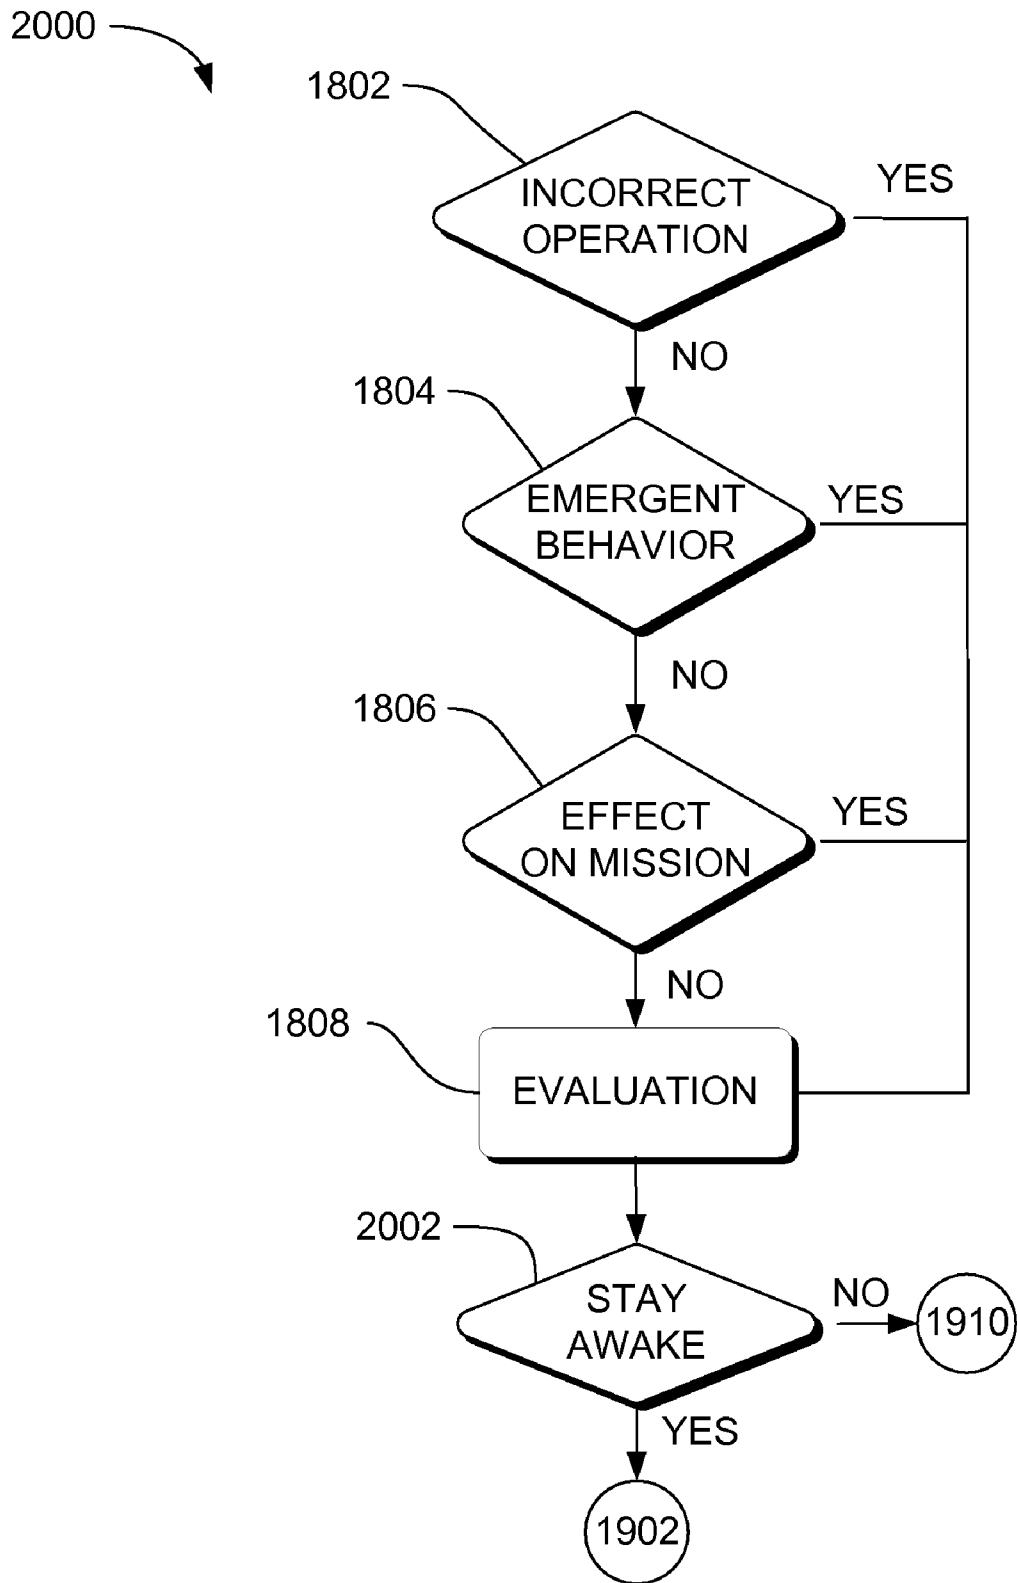 2000
1802
INCORRECT
OPERATION
YES
NO
1804
EMERGENT
BEHAVIOR
YES
NO
1806
EFFECT
ON MISSION
YES
NO
1808
EVALUATION
2002
STAY
AWAKE
NO
1910
YES
1902